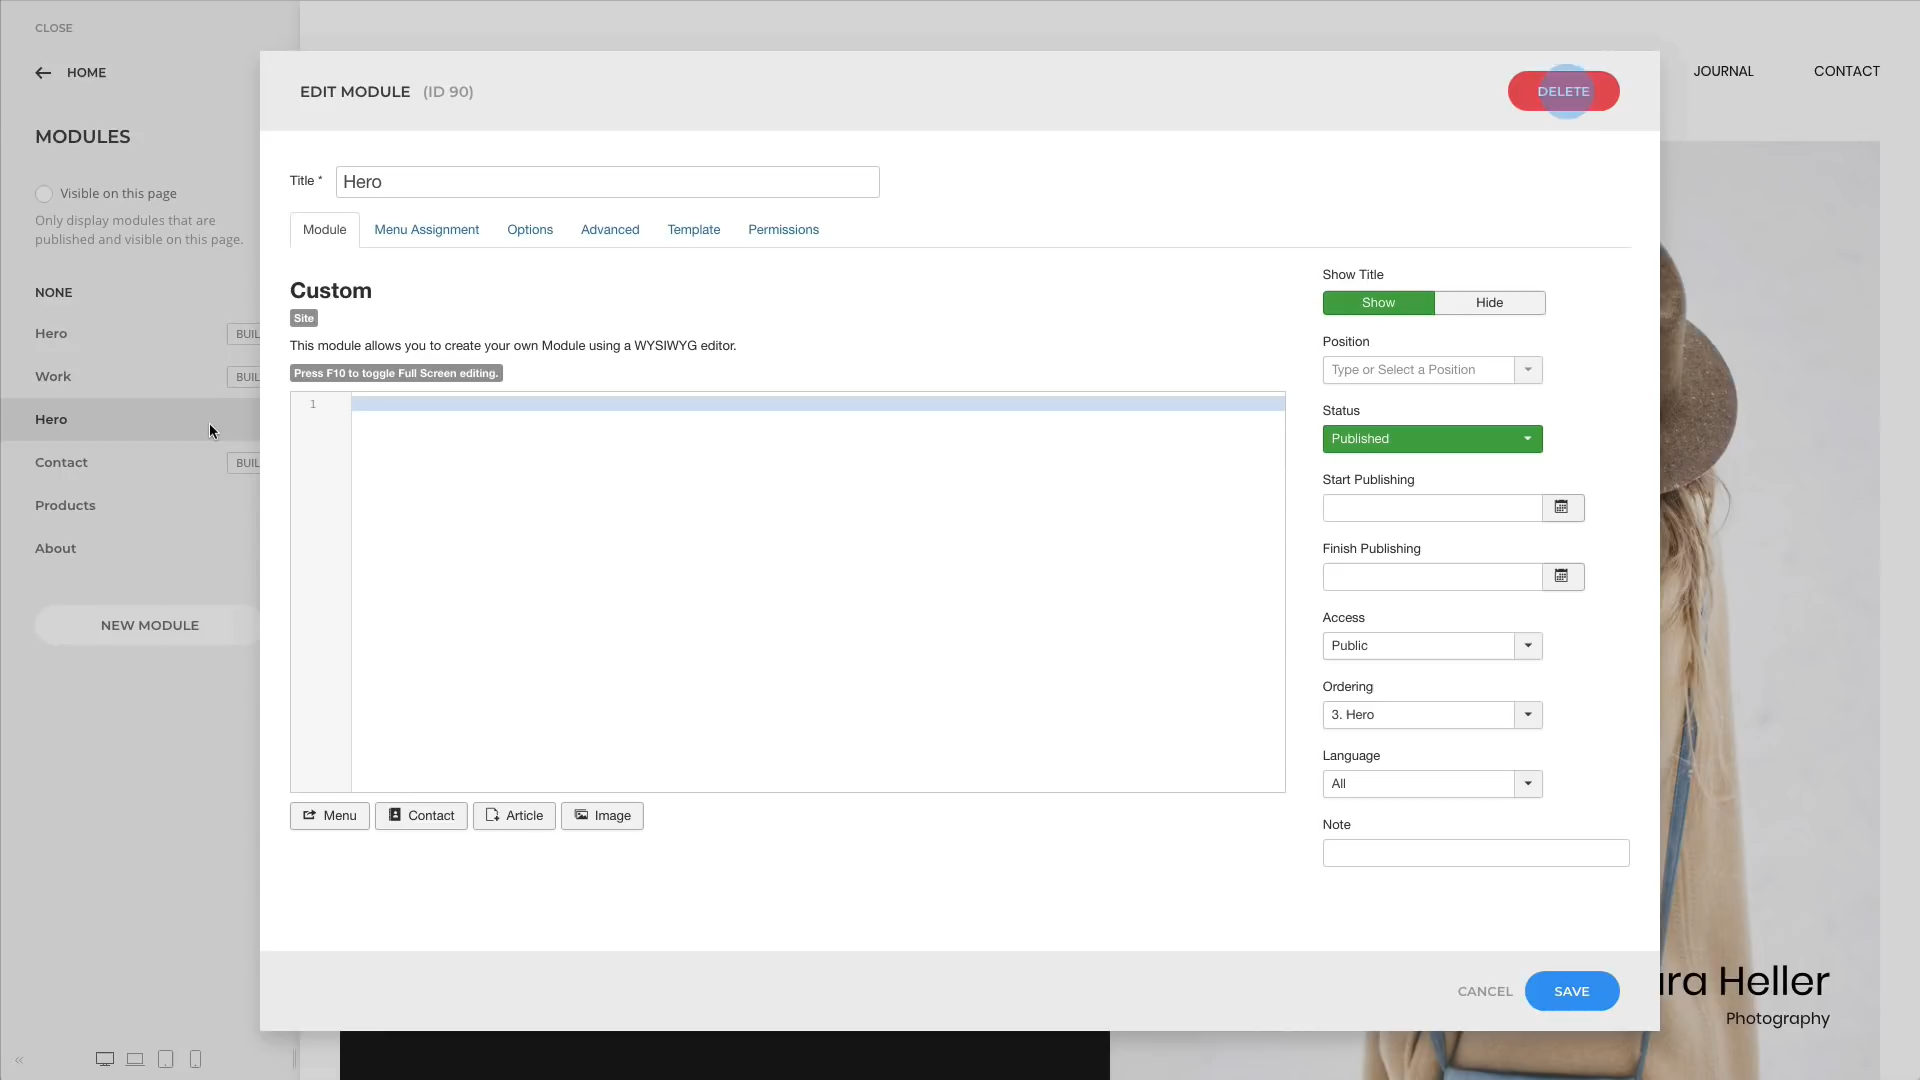 CLOSE
HOME
MODULES
Visible on this page
Only display modules that are
published and visible on this page.
NONE
Hero
BUIL
Work
BUIL
Hero
Contact
BUIL
Products
About
NEW MODULE
EDIT MODULE (ID 90)
DELETE
Title *
Hero
Module
Menu Assignment
Options
Advanced
Template
Permissions
Custom
Site
This module allows you to create your own Module using a WYSIWYG editor.
Press F10 to toggle Full Screen editing.
1
Menu
Contact
Article
Image
Show Title
Show
Hide
Position
Type or Select a Position
Status
Published
Start Publishing
Finish Publishing
Access
Public
Ordering
3. Hero
Language
All
Note
CANCEL
SAVE
JOURNAL
CONTACT
ra Heller
Photography